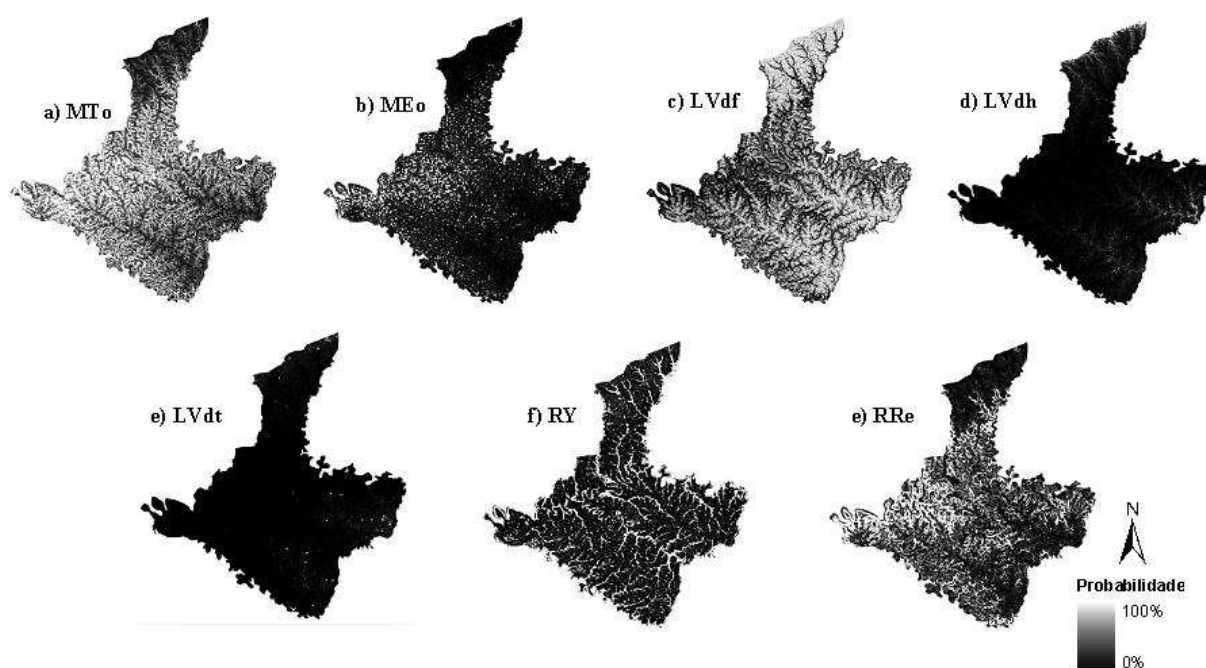 a) MTo
b) MEo
c) LVdf
d) LVdh
e) LVdt
f) RY
e) RRe
N
Probabilidade
100%
0%